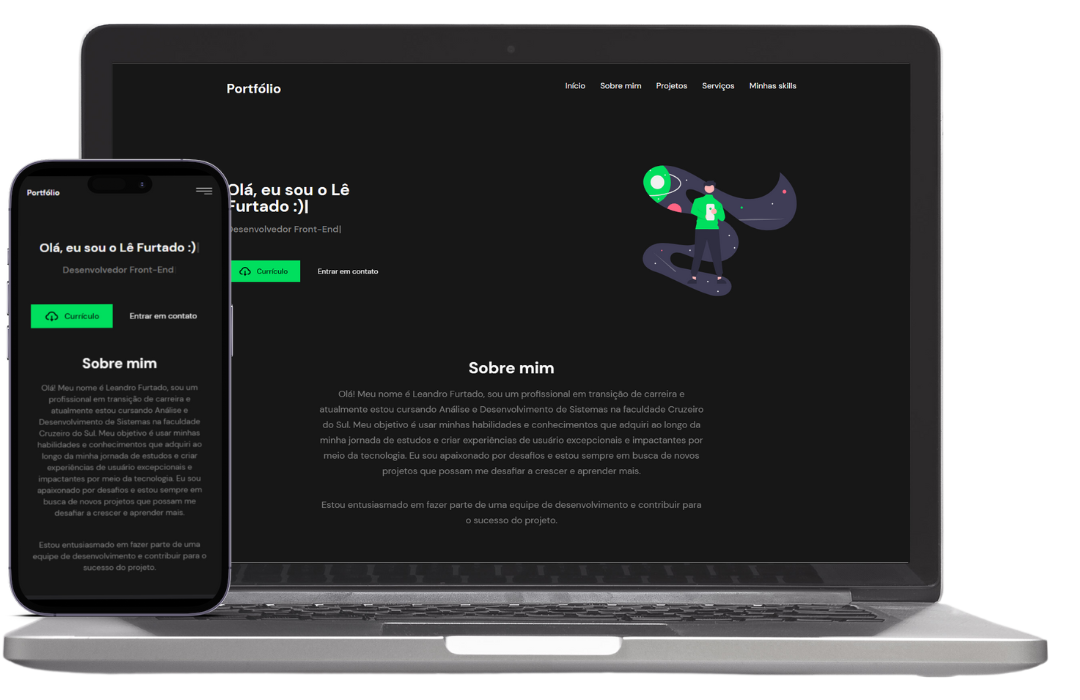 Portfólio
Início Sobre mim Projetos Serviços Minhas skills
Olá, eu sou o Lê
Furtado :)|
Desenvolvedor Front-End|
Currículo Entrar em contato
Sobre mim
Olá! Meu nome é Leandro Furtado, sou um profissional em transição de carreira e
atualmente estou cursando Análise e Desenvolvimento de Sistemas na faculdade Cruzeiro
do Sul. Meu objetivo é usar minhas habilidades e conhecimentos que adquiri ao longo da
minha jornada de estudos e criar experiências de usuário excepcionais e impactantes por
meio da tecnologia. Eu sou apaixonado por desafios e estou sempre em busca de novos
projetos que possam me desafiar a crescer e aprender mais.
Estou entusiasmado em fazer parte de uma equipe de desenvolvimento e contribuir para
o sucesso do projeto.
Portfólio
Olá, eu sou o Lê Furtado :)|
Desenvolvedor Front-End
Currículo Entrar em contato
Sobre mim
Olá! Meu nome é Leandro Furtado, sou um
profissional em transição de carreira e
atualmente estou cursando Análise e
Desenvolvimento de Sistemas na faculdade
Cruzeiro do Sul. Meu objetivo é usar minhas
habilidades e conhecimentos que adquiri ao
longo da minha jornada de estudos e criar
experiências de usuário excepcionais e
impactantes por meio da tecnologia. Eu sou
apaixonado por desafios e estou sempre em
busca de novos projetos que possam me
desafiar a crescer e aprender mais.
Estou entusiasmado em fazer parte de uma
equipe de desenvolvimento e contribuir para o
sucesso do projeto.